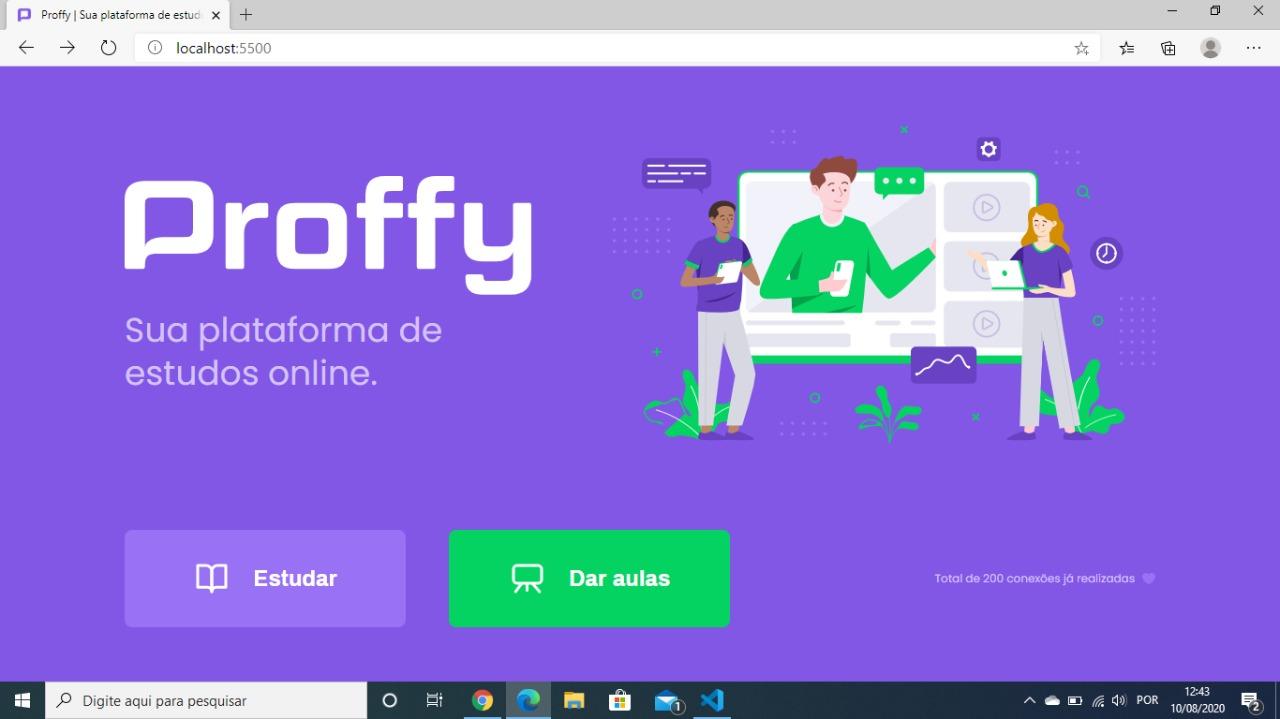 Proffy | Sua plataforma de estud
localhost:5500
Proffy
Sua plataforma de
estudos online.
Estudar
Dar aulas
Total de 200 conexões já realizadas
Digite aqui para pesquisar
1
POR
12:43
10/08/2020
2